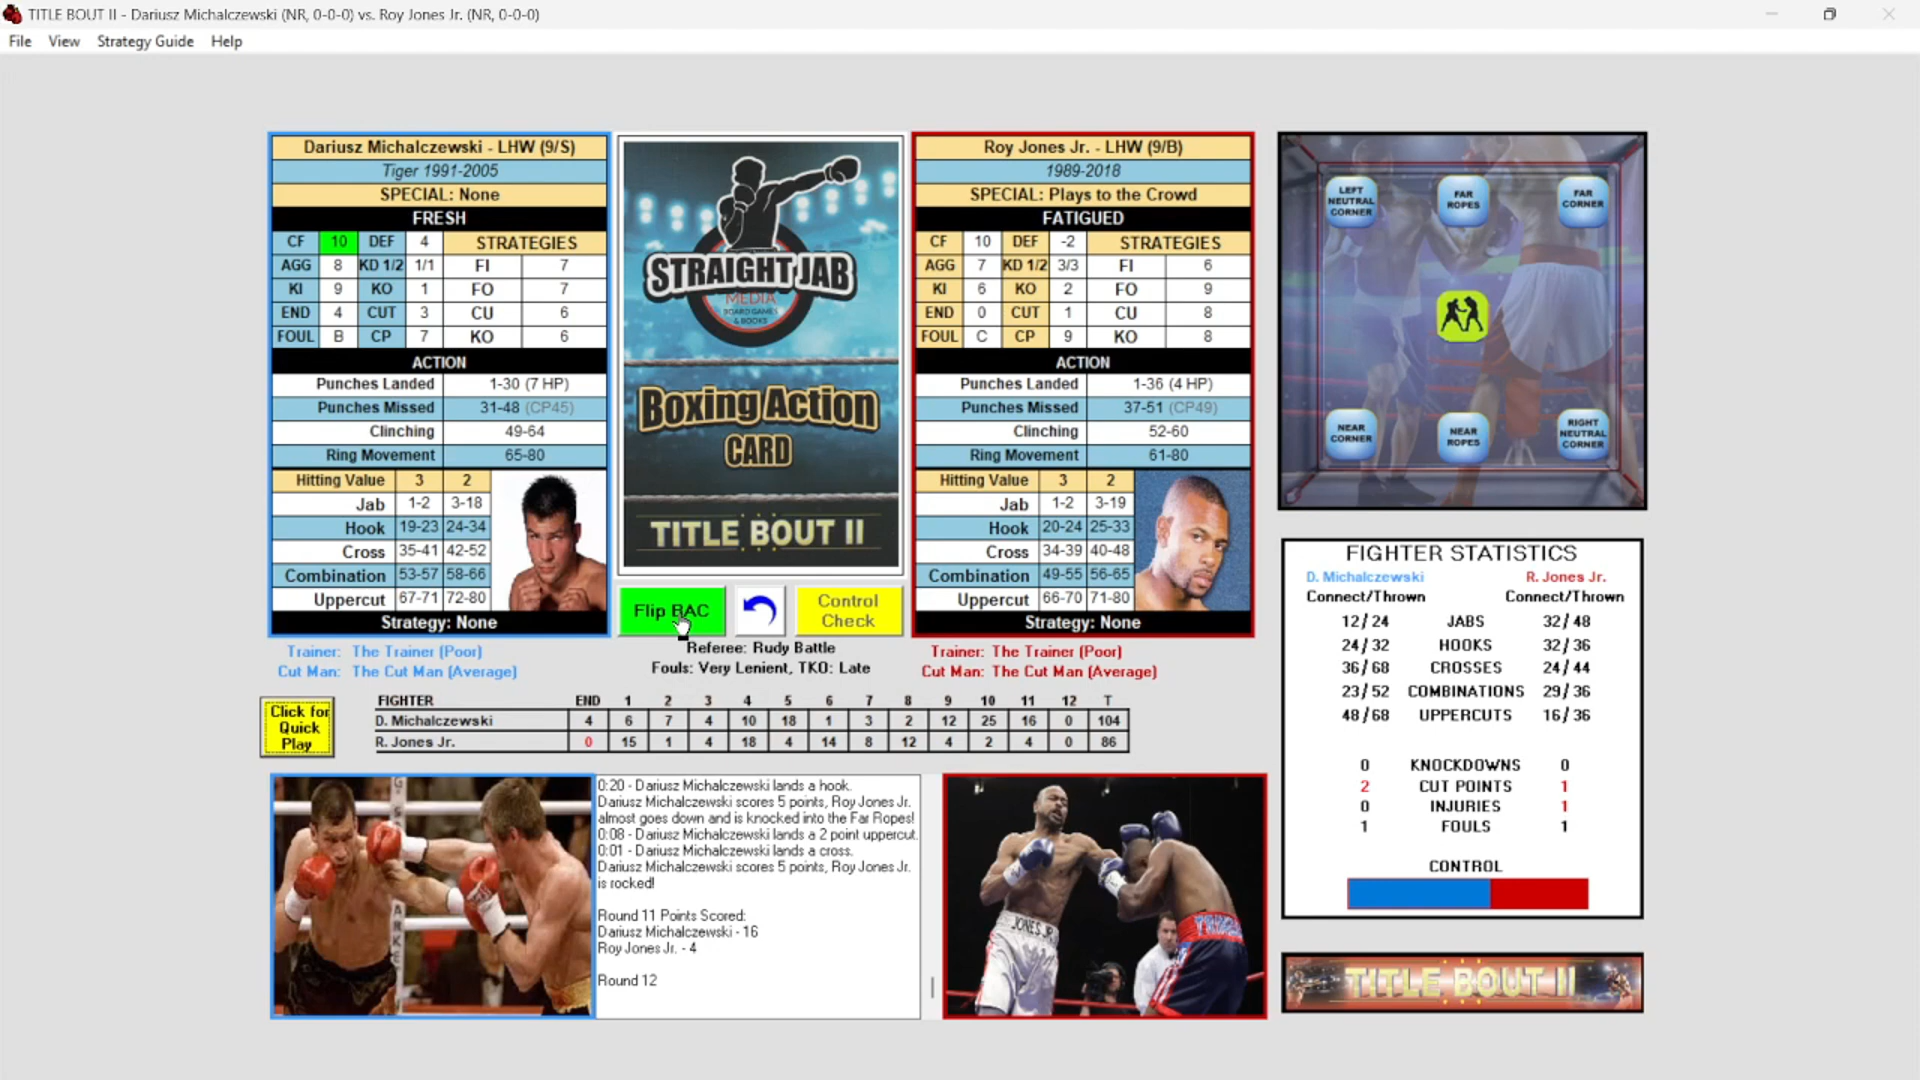 TITLE BOUT II - Dariusz Michalczewski (NR, 0-0-0) vs. Roy Jones Jr. (NR, 0-0-0)
File View Strategy Guide Help
Dariusz Michalczewski - LHW (9/S)
Tiger 1991-2005
SPECIAL: None
FRESH
CF 10 DEF 4 STRATEGIES
AGG 8 KD 1/2 1/1 FI 7
KI 9 KO 1 FO 7
END 4 CUT 3 CU 6
FOUL B CP 7 KO 6
ACTION
Punches Landed 1-30 (7 HP)
Punches Missed 31-48 (CP45)
Clinching 49-64
Ring Movement 65-80
Hitting Value 3 2
Jab 1-2 3-18
Hook 19-23 24-34
Cross 35-41 42-52
Combination 53-57 58-66
Uppercut 67-71 72-80
Strategy: None
Trainer: The Trainer (Poor)
Cut Man: The Cut Man (Average)
STRAIGHT JAB
MEDIA
BOARD GAMES
& BOOKS
Boxing Action
CARD
TITLE BOUT II
Flip BAC
Control
Check
Referee: Rudy Battle
Fouls: Very Lenient, TKO: Late
Roy Jones Jr. - LHW (9/B)
1989-2018
SPECIAL: Plays to the Crowd
FATIGUED
CF 10 DEF -2 STRATEGIES
AGG 7 KD 1/2 3/3 FI 6
KI 6 KO 2 FO 9
END 0 CUT 1 CU 8
FOUL C CP 9 KO 8
ACTION
Punches Landed 1-36 (4 HP)
Punches Missed 37-51 (CP49)
Clinching 52-60
Ring Movement 61-80
Hitting Value 3 2
Jab 1-2 3-19
Hook 20-24 25-33
Cross 34-39 40-48
Combination 49-55 56-65
Uppercut 66-70 71-80
Strategy: None
Trainer: The Trainer (Poor)
Cut Man: The Cut Man (Average)
LEFT NEUTRAL CORNER
FAR ROPES
FAR CORNER
NEAR CORNER
NEAR ROPES
RIGHT NEUTRAL CORNER
FIGHTER STATISTICS
D. Michalczewski R. Jones Jr.
Connect/Thrown Connect/Thrown
12/24 JABS 32/48
24/32 HOOKS 32/36
36/68 CROSSES 24/44
23/52 COMBINATIONS 29/36
48/68 UPPERCUTS 16/36
0 KNOCKDOWNS 0
2 CUT POINTS 1
0 INJURIES 1
1 FOULS 1
CONTROL
TITLE BOUT II
Click for
Quick
Play
FIGHTER END 1 2 3 4 5 6 7 8 9 10 11 12 T
D. Michalczewski 4 6 7 4 10 18 1 3 2 12 25 16 0 104
R. Jones Jr. 0 15 1 4 18 4 14 8 12 4 2 4 0 86
0:20 - Dariusz Michalczewski lands a hook.
Dariusz Michalczewski scores 5 points, Roy Jones Jr.
almost goes down and is knocked into the Far Ropes!
0:08 - Dariusz Michalczewski lands a 2 point uppercut.
0:01 - Dariusz Michalczewski lands a cross.
Dariusz Michalczewski scores 5 points, Roy Jones Jr.
is rocked!
Round 11 Points Scored:
Dariusz Michalczewski - 16
Roy Jones Jr. - 4
Round 12
JONES JR